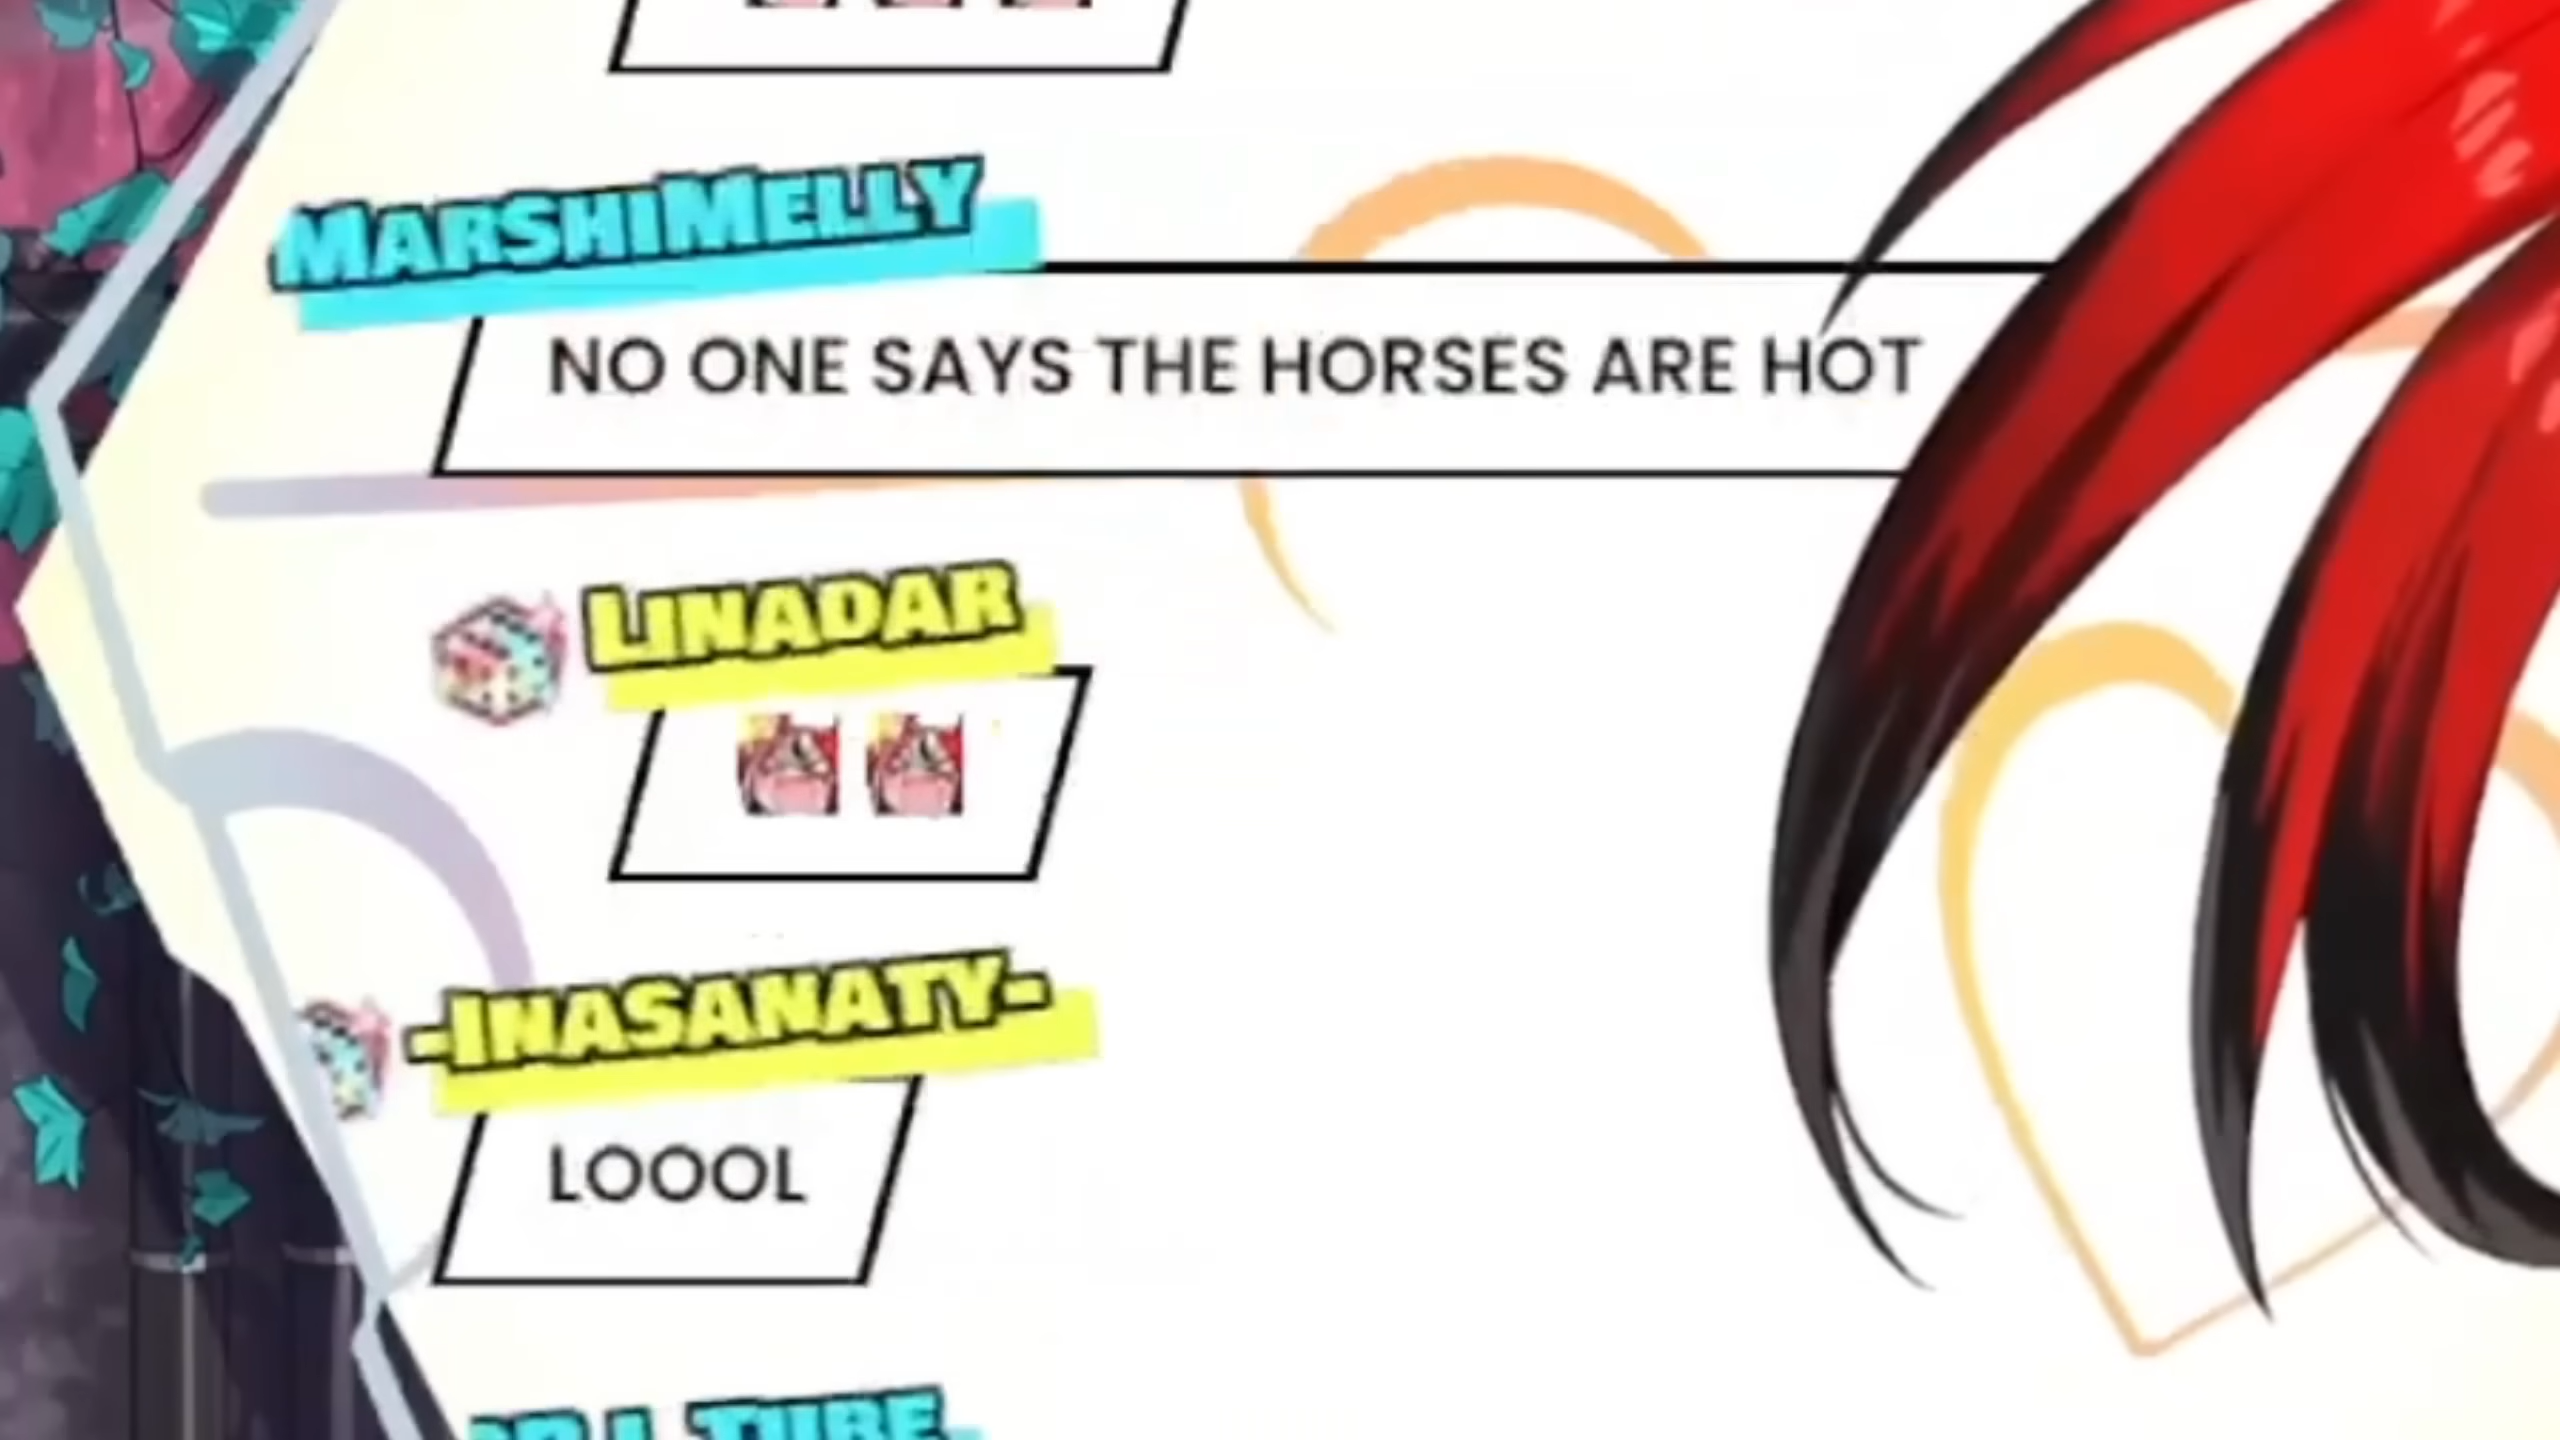 MARSHIMELLY
NO ONE SAYS THE HORSES ARE HOT
LINADAR
-INASANATY-
LOOOL